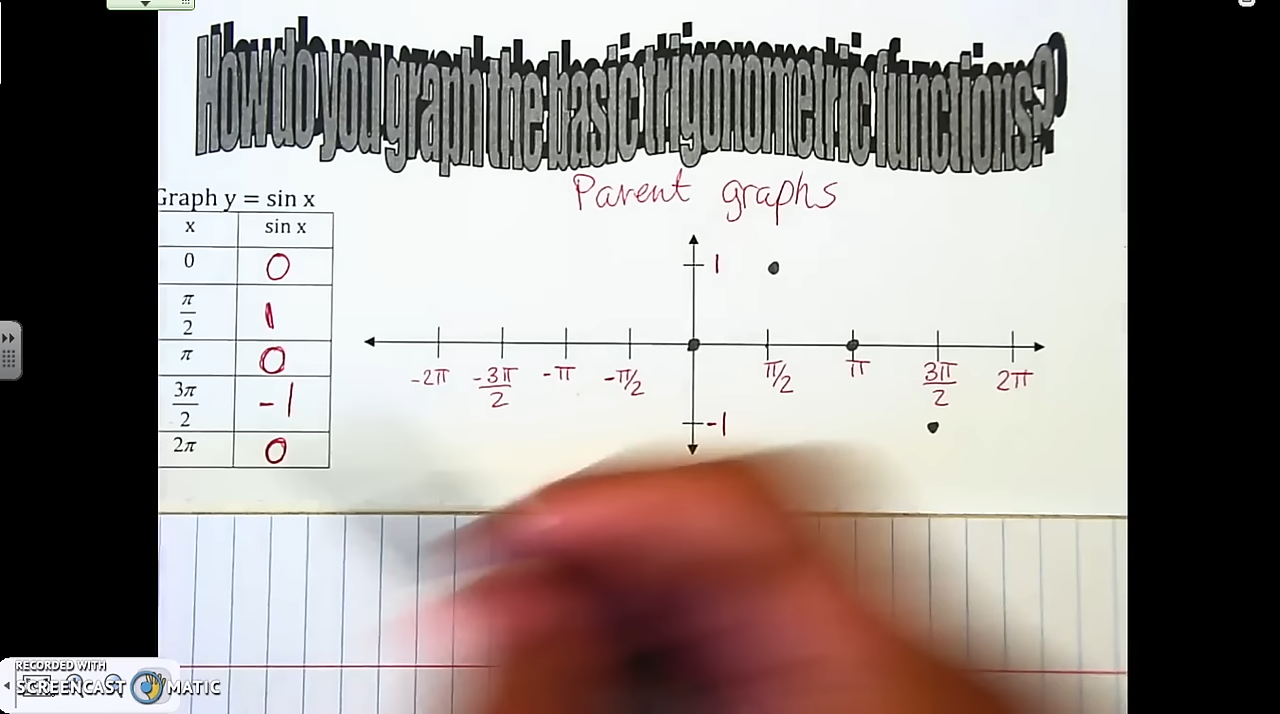 How do you graph the basic trigonometric functions?
Parent graphs
Graph y = sin x
x sin x
0 0
π/2 1
π 0
3π/2 -1
2π 0
1
-2π -3π/2 -π -π/2 π/2 π 3π/2 2π
-1
RECORDED WITH
SCREENCAST MATIC